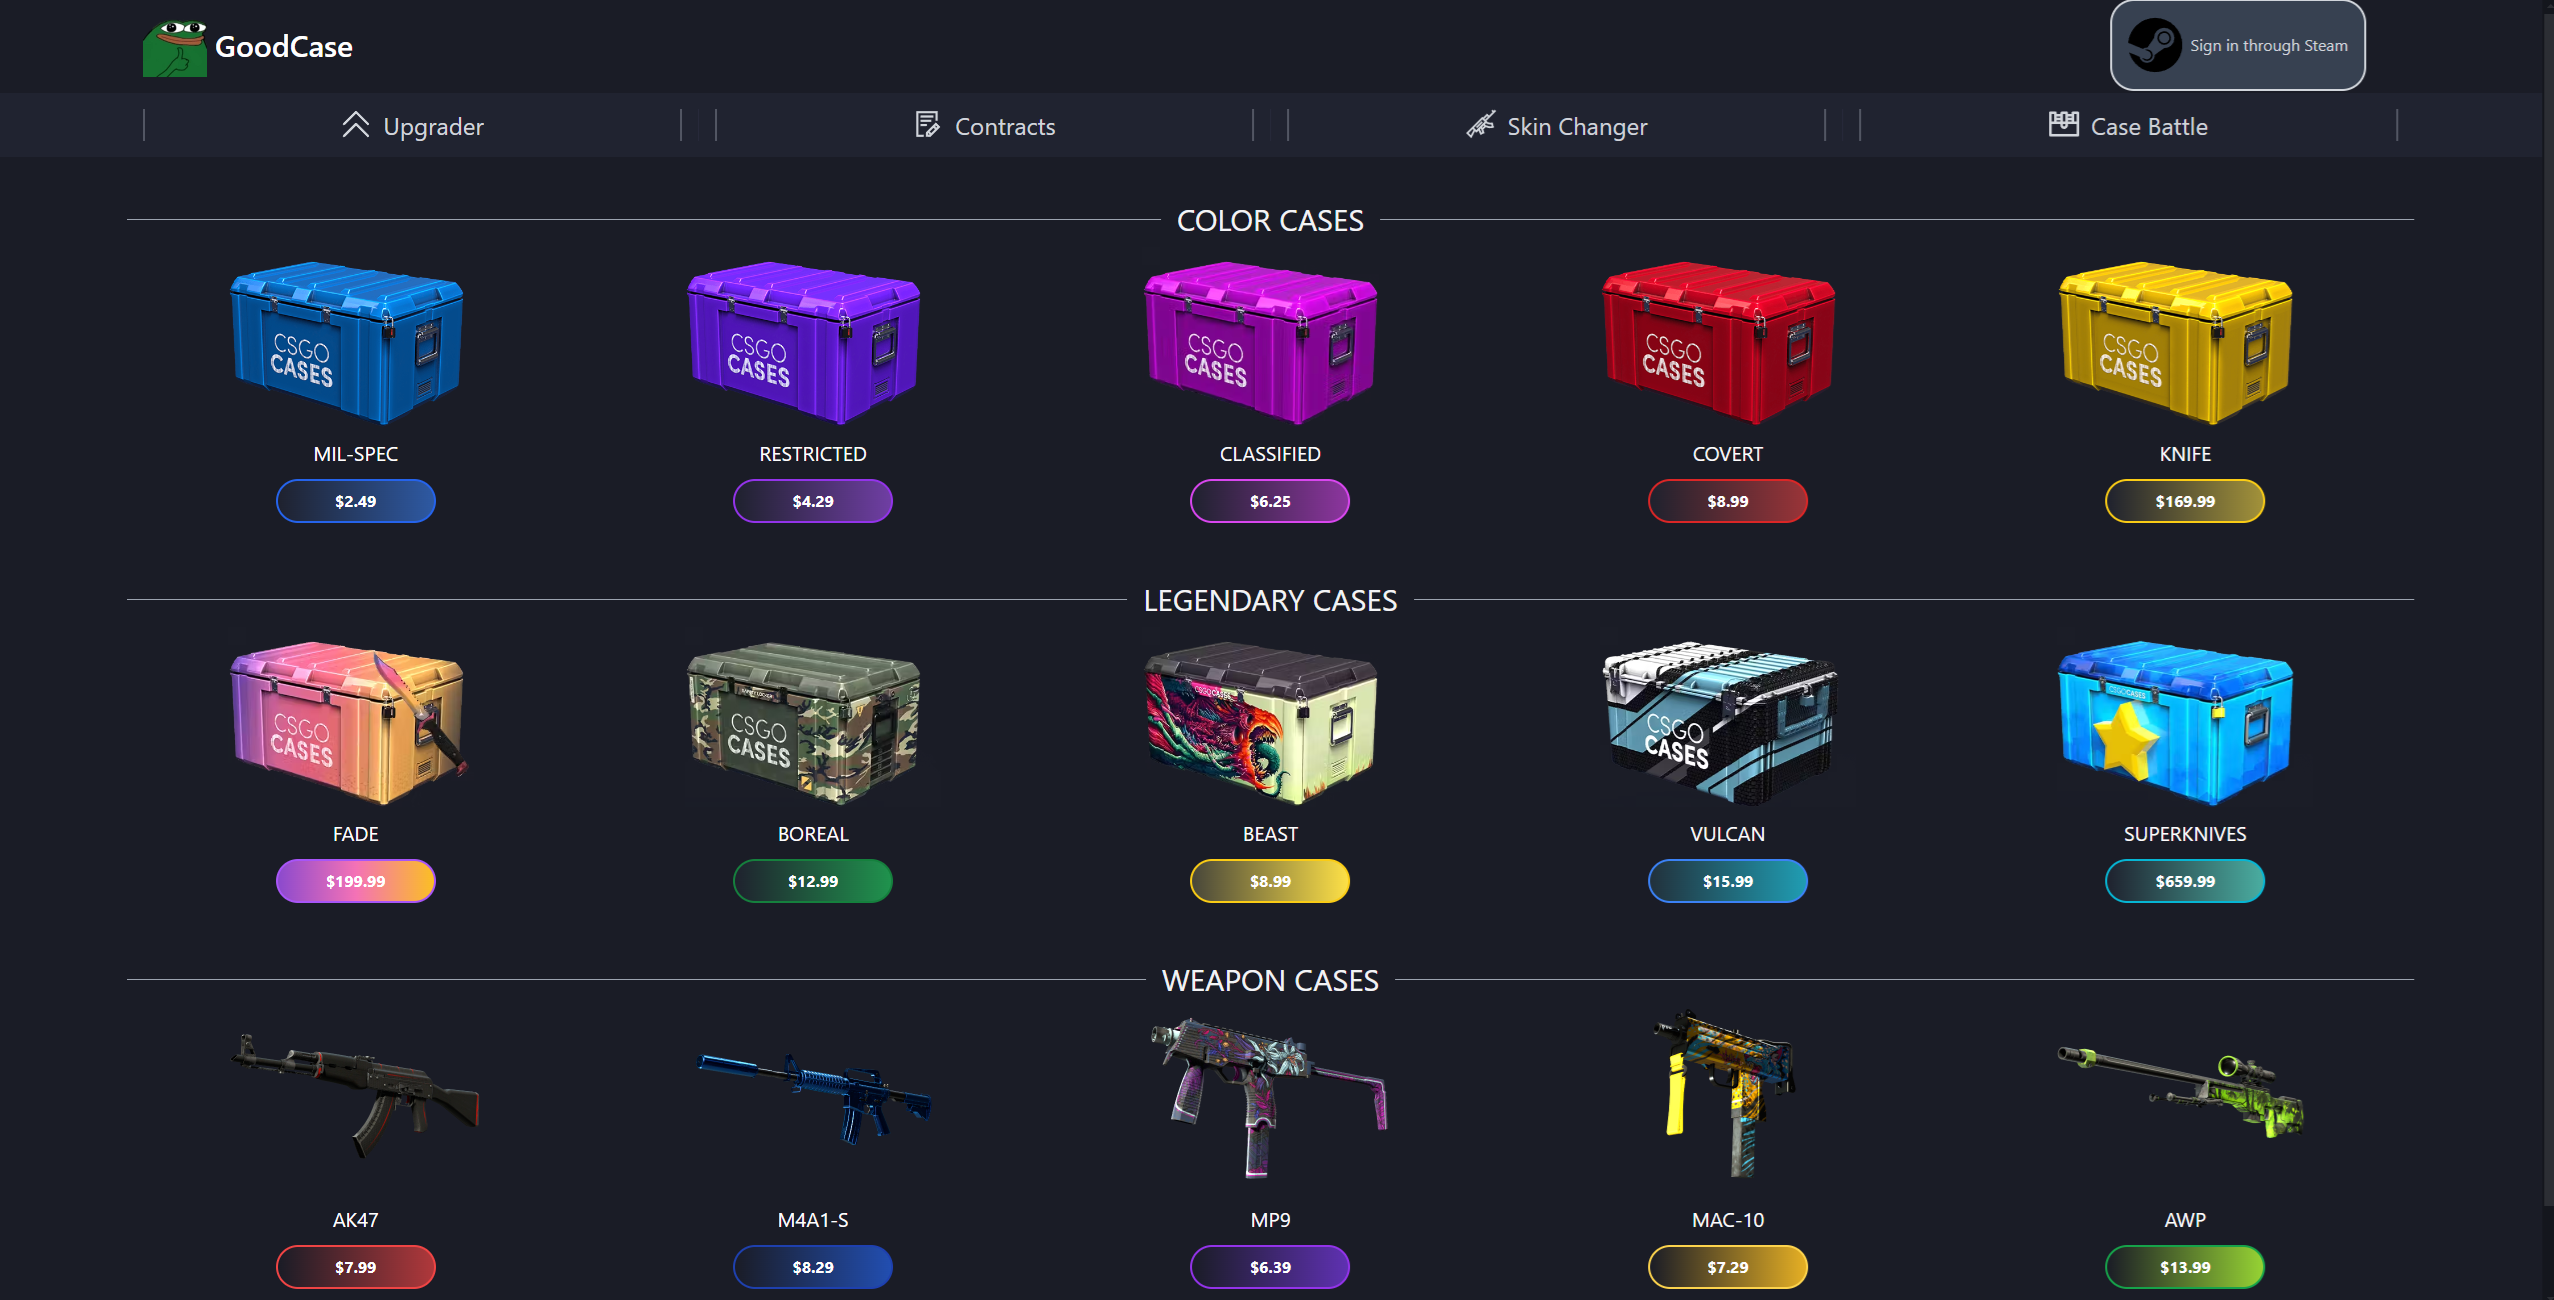 GoodCase
Sign in through Steam
Upgrader
Contracts
Skin Changer
Case Battle
COLOR CASES
CSGO
CASES
CSGO
CASES
CSGO
CASES
CSGO
CASES
CSGO
CASES
MIL-SPEC
RESTRICTED
CLASSIFIED
COVERT
KNIFE
$2.49
$4.29
$6.25
$8.99
$169.99
LEGENDARY CASES
CSGO
CASES
CSGO
CASES
CSGOCASES
CSGO
CASES
CSGOCASES
FADE
BOREAL
BEAST
VULCAN
SUPERKNIVES
$199.99
$12.99
$8.99
$15.99
$659.99
WEAPON CASES
AK47
M4A1-S
MP9
MAC-10
AWP
$7.99
$8.29
$6.39
$7.29
$13.99